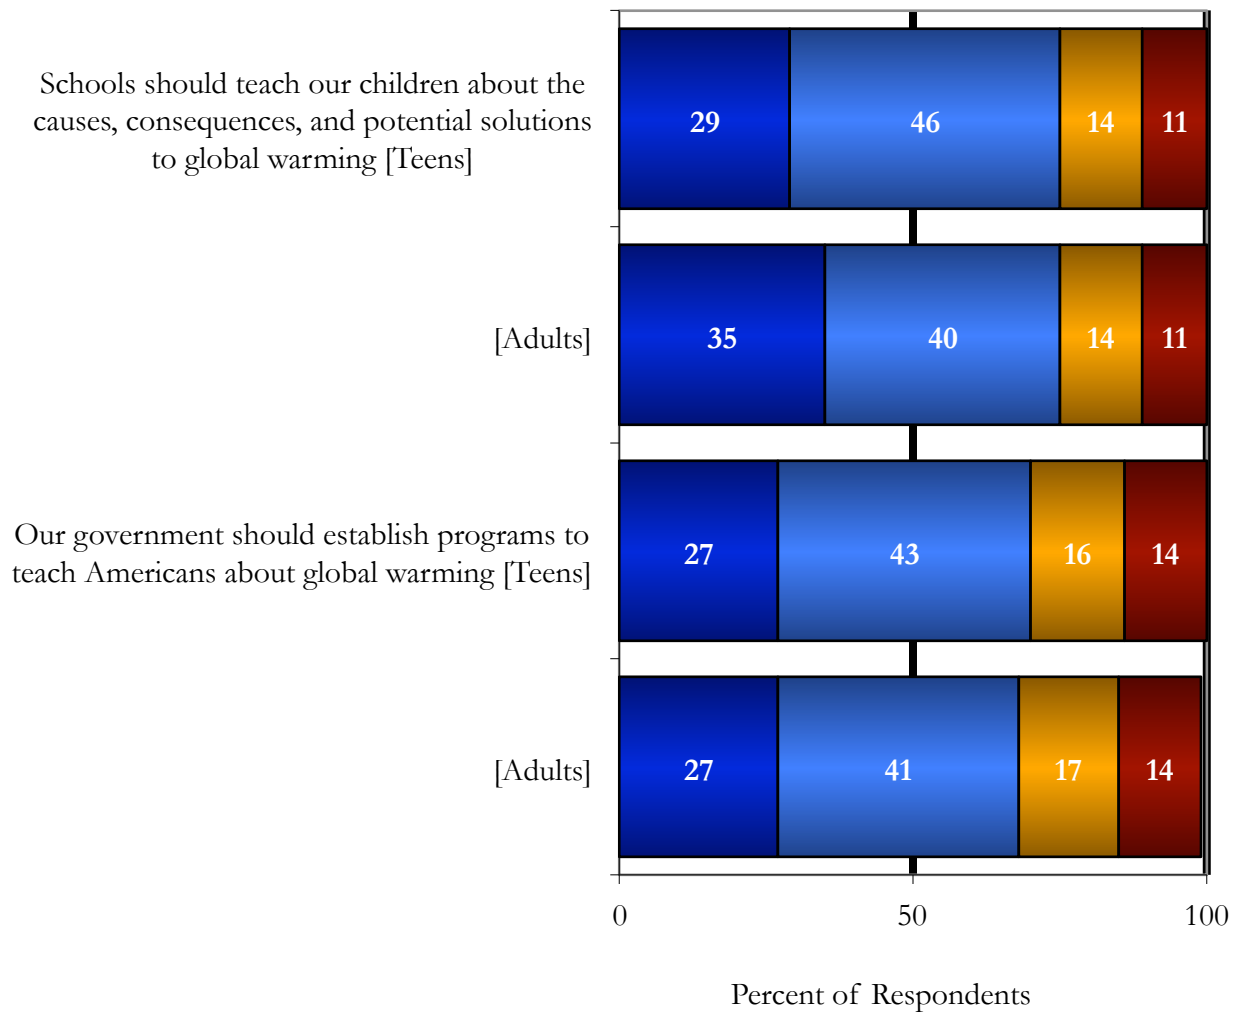 Schools should teach our children about the
causes, consequences, and potential solutions
to global warming [Teens]
29 46 14 11
[Adults]
35 40 14 11
Our government should establish programs to
teach Americans about global warming [Teens]
27 43 16 14
[Adults]
27 41 17 14
0 50 100
Percent of Respondents